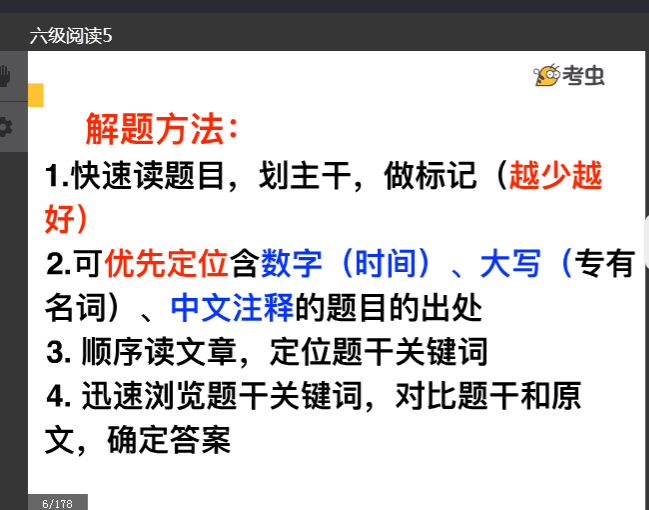 六级阅读5
考虫
解题方法：
1.快速读题目，划主干，做标记（越少越
好）
2.可优先定位含数字（时间）、大写（专有
名词）、中文注释的题目的出处
3. 顺序读文章，定位题干关键词
4. 迅速浏览题干关键词，对比题干和原
文，确定答案
6/178